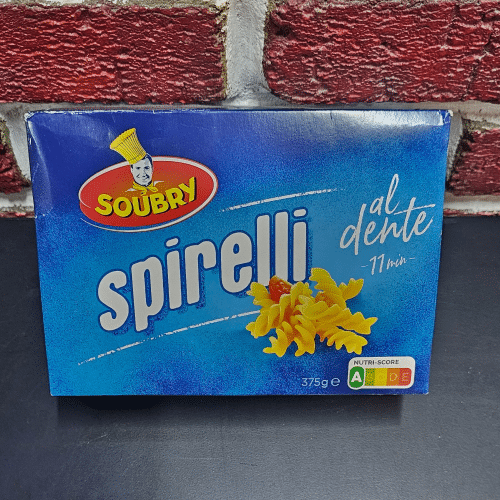 SOUBRY
spirelli
al
dente
-11 min-
375g e
NUTRI-SCORE
A B C D E